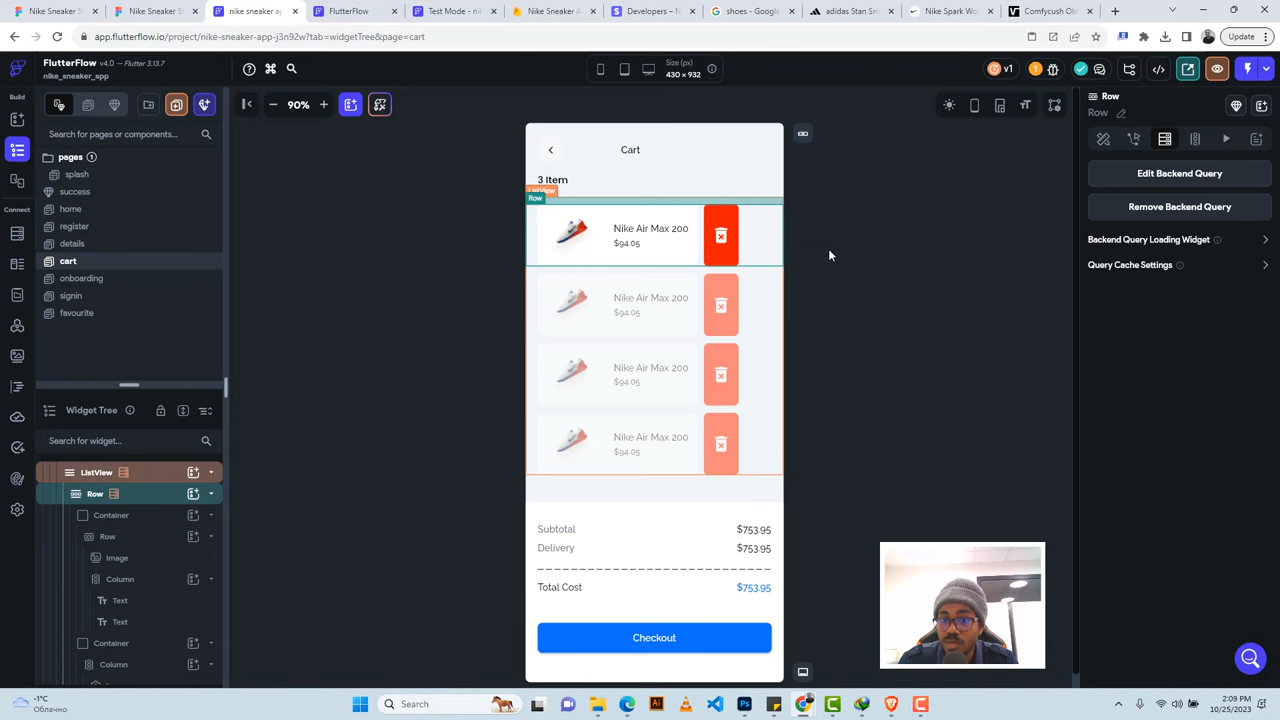 Nike Sneaker S
Nike Sneaker S
nike sneaker ap
FlutterFlow
Test Mode - nik
Nike Sneaker A
Developers – N
shoes - Google
adidas Stan Sm
Nike Spark Wo
Comfycush Old
app.flutterflow.io/project/nike-sneaker-app-j3n92w?tab=widgetTree&page=cart
Update
FlutterFlow v4.0 - Flutter 3.13.7
nike_sneaker_app
Size (px)
430 × 932
v1
1
Build
90%
Row
Row
Search for pages or components...
pages 1
splash
success
home
register
details
cart
onboarding
signin
favourite
Connect
Edit Backend Query
Remove Backend Query
Backend Query Loading Widget
Query Cache Settings
Cart
3 Item
ListView
Row
Nike Air Max 200
$94.05
Nike Air Max 200
$94.05
Nike Air Max 200
$94.05
Nike Air Max 200
$94.05
Subtotal $753.95
Delivery $753.95
Total Cost $753.95
Checkout
Widget Tree
Search for widget...
ListView
Row
Container
Row
Image
Column
Text
Text
Container
Column
-1°C
Облачно
Search
2:09 PM
10/25/2023